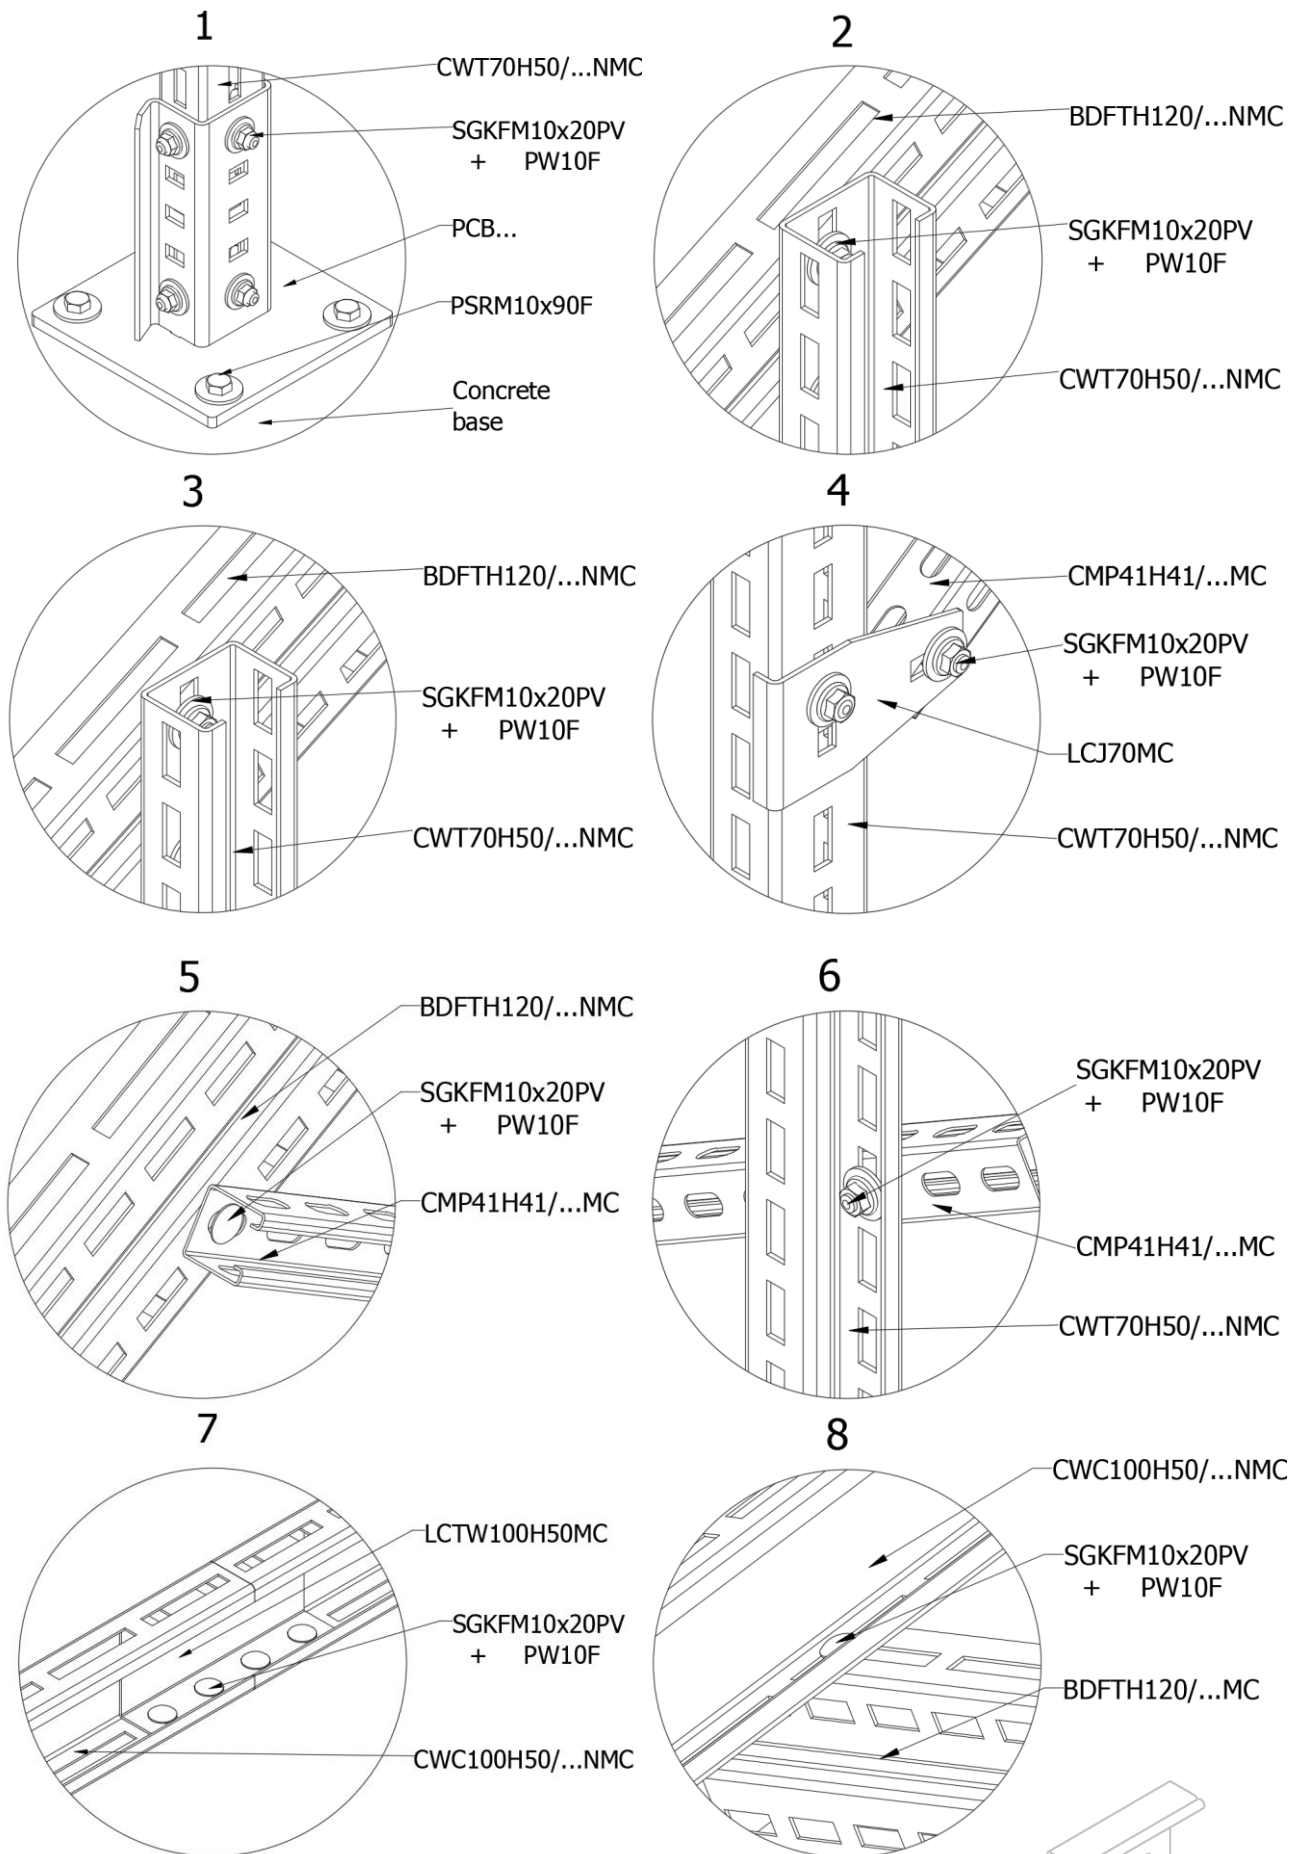 1
CWT70H50/...NMC
SGKFM10x20PV
+ PW10F
PCB...
PSRM10x90F
Concrete
base
2
BDFTH120/...NMC
SGKFM10x20PV
+ PW10F
CWT70H50/...NMC
3
BDFTH120/...NMC
SGKFM10x20PV
+ PW10F
CWT70H50/...NMC
4
CMP41H41/...MC
SGKFM10x20PV
+ PW10F
LCJ70MC
CWT70H50/...NMC
5
BDFTH120/...NMC
SGKFM10x20PV
+ PW10F
CMP41H41/...MC
6
SGKFM10x20PV
+ PW10F
CMP41H41/...MC
CWT70H50/...NMC
7
LCTW100H50MC
SGKFM10x20PV
+ PW10F
CWC100H50/...NMC
8
CWC100H50/...NMC
SGKFM10x20PV
+ PW10F
BDFTH120/...MC